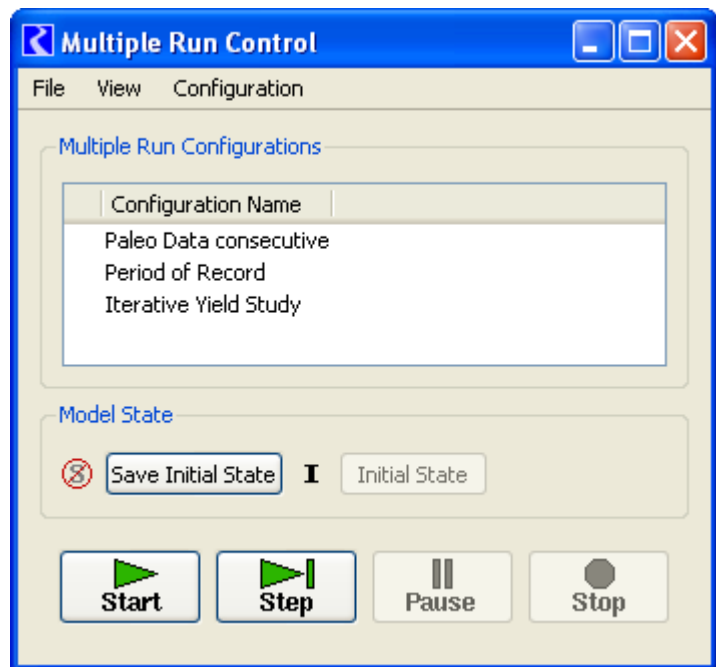 Multiple Run Control
File View Configuration
Multiple Run Configurations
Configuration Name
Paleo Data consecutive
Period of Record
Iterative Yield Study
Model State
S Save Initial State I Initial State
Start Step Pause Stop